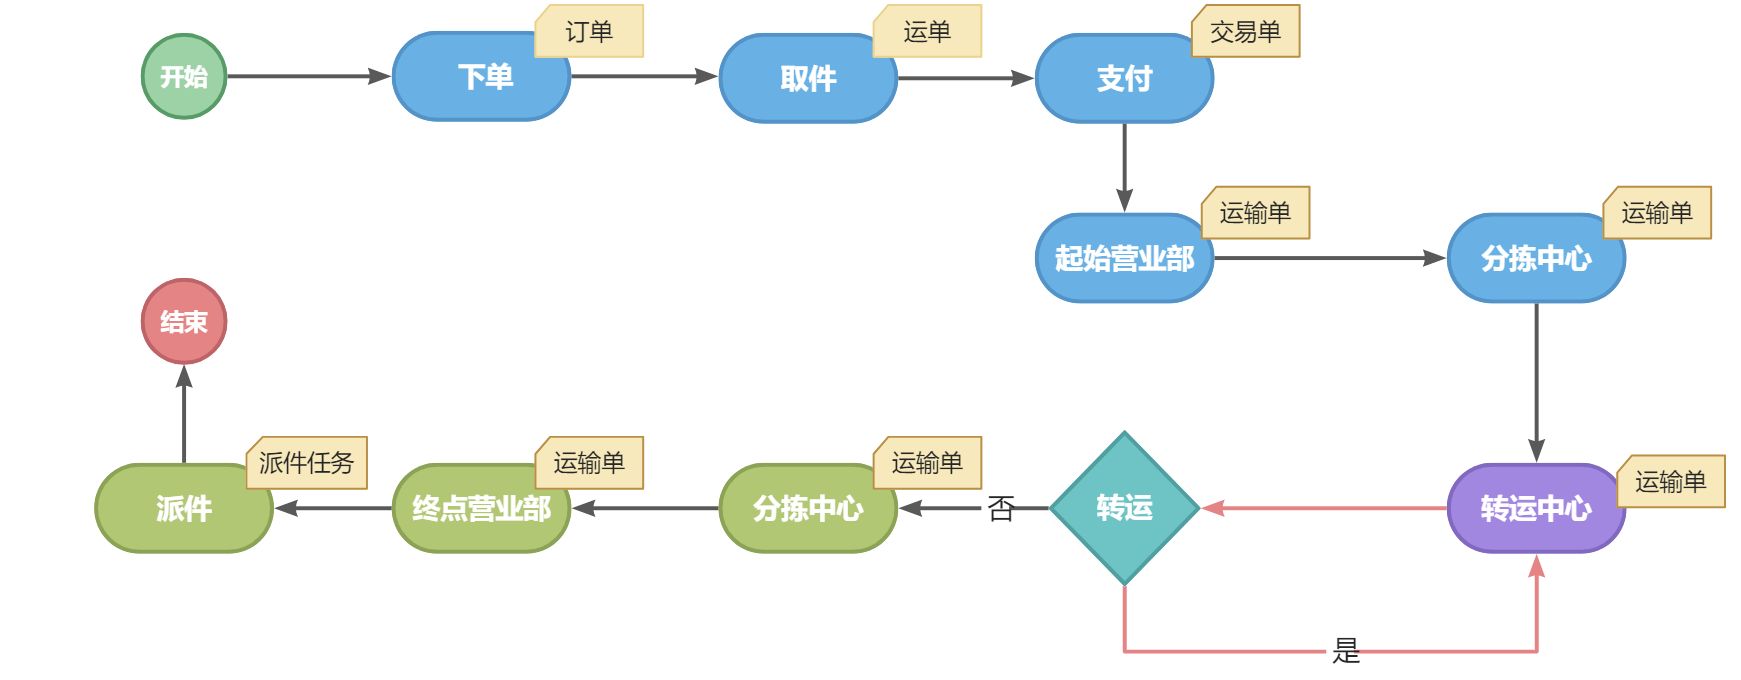 开始
下单
订单
取件
运单
支付
交易单
起始营业部
运输单
分拣中心
运输单
结束
派件
派件任务
终点营业部
运输单
分拣中心
运输单
否
转运
转运中心
运输单
是